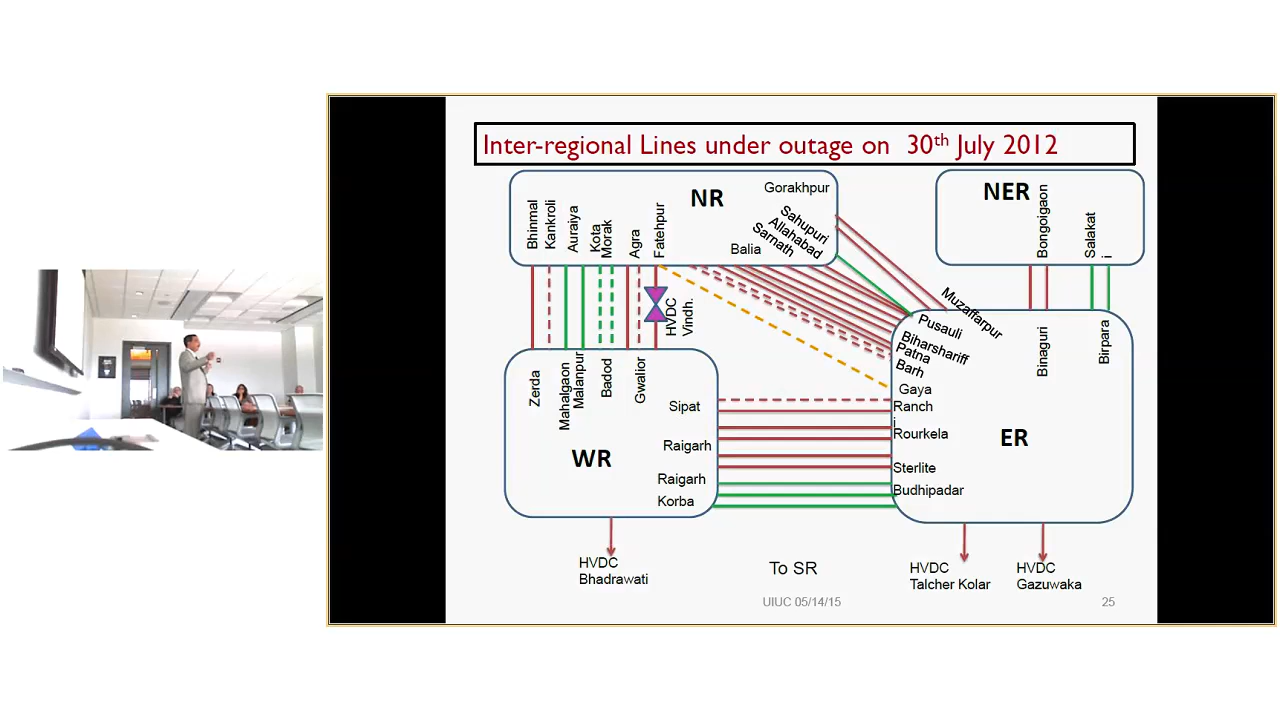 Inter-regional Lines under outage on 30th July 2012
NR
Gorakhpur
Sahupuri
Allahabad
Sarnath
Balia
Bhinmal
Kankroli
Auraiya
Kota
Morak
Agra
Fatehpur
NER
Bongoigaon
Salakat
i
HVDC
Vindh.
Muzaffarpur
Pusauli
Biharshariff
Patna
Barh
Gaya
Ranch
i
Rourkela
Sterlite
Budhipadar
ER
Binaguri
Birpara
Zerda
Mahalgaon
Malanpur
Badod
Gwalior
Sipat
Raigarh
WR
Raigarh
Korba
HVDC
Bhadrawati
To SR
HVDC
Talcher Kolar
HVDC
Gazuwaka
UIUC 05/14/15
25